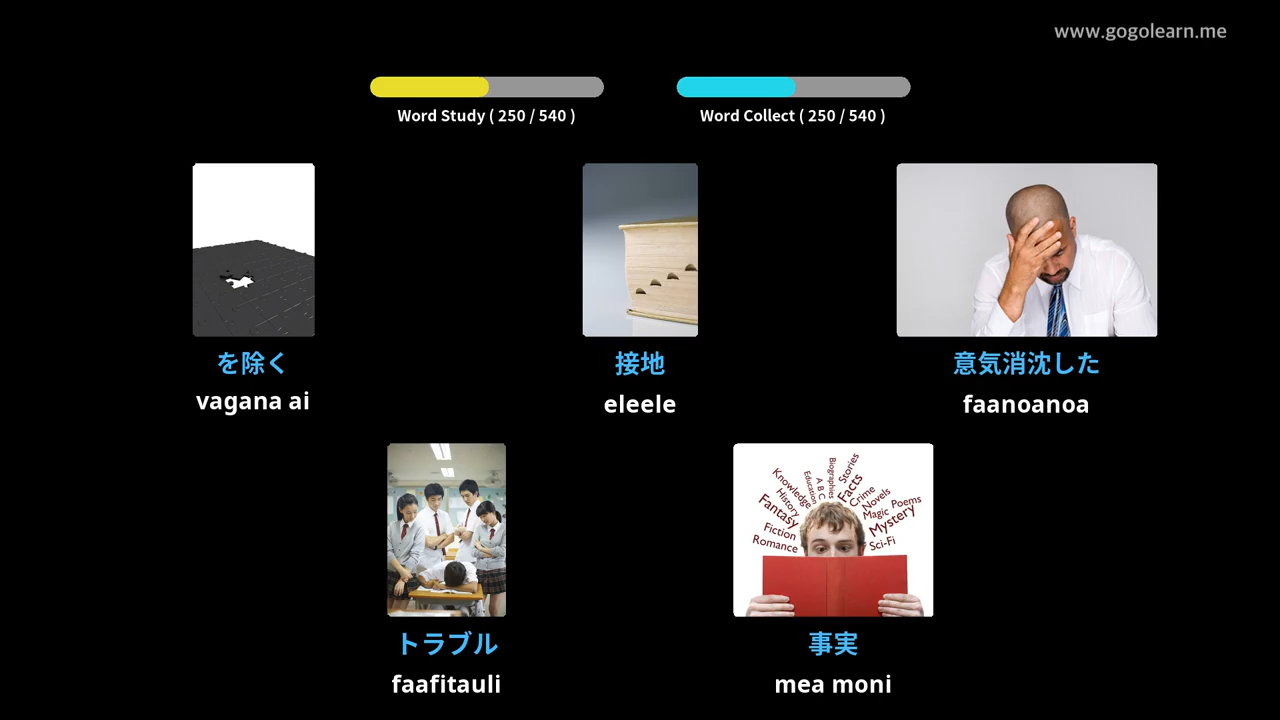 www.gogolearn.me
Word Study ( 250 / 540 )
Word Collect ( 250 / 540 )
を除く
vagana ai
接地
eleele
意気消沈した
faanoanoa
Knowledge
History
Fantasy
Fiction
Romance
Education
A B C
Biographies
Stories
Facts
Crime
Novels
Magic
Poems
Mystery
Sci-Fi
トラブル
faafitauli
事実
mea moni